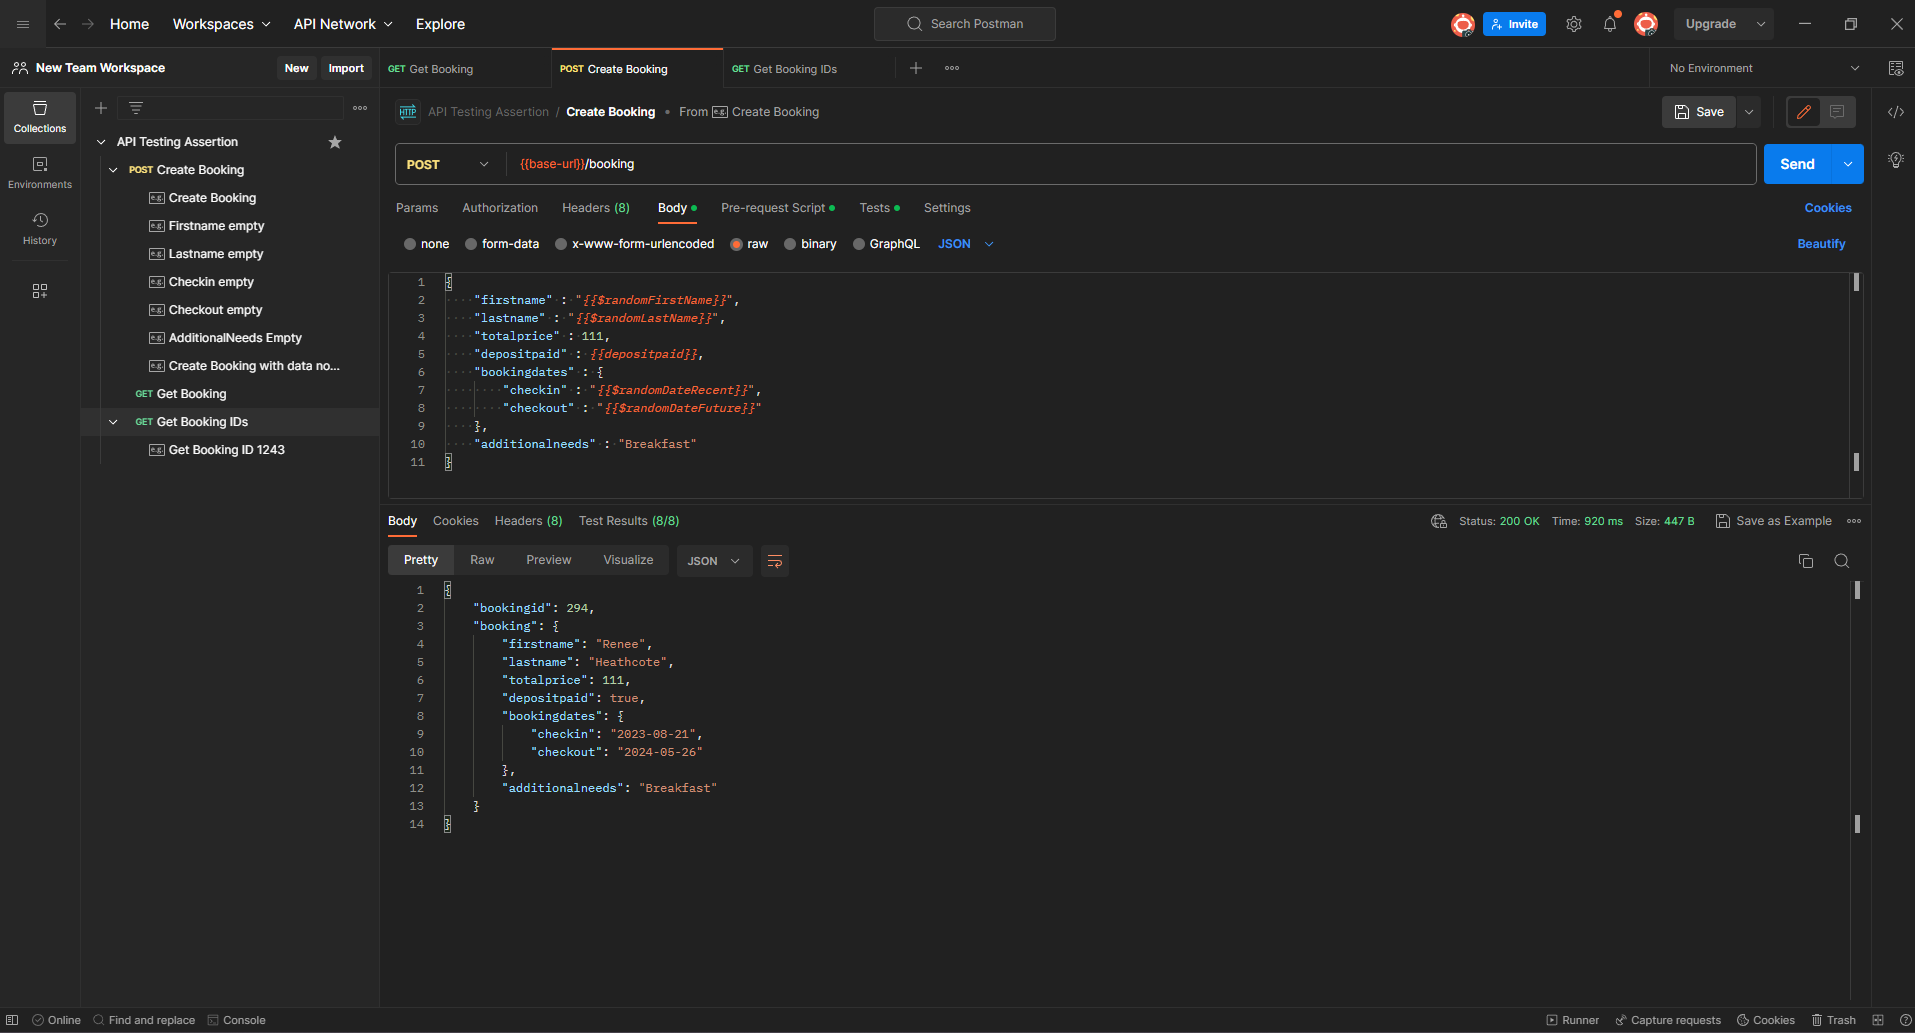 Home Workspaces API Network Explore Search Postman Invite Upgrade
New Team Workspace New Import GET Get Booking POST Create Booking GET Get Booking IDs No Environment
Collections
Environments
History
API Testing Assertion
POST Create Booking
e.g. Create Booking
e.g. Firstname empty
e.g. Lastname empty
e.g. Checkin empty
e.g. Checkout empty
e.g. AdditionalNeeds Empty
e.g. Create Booking with data no...
GET Get Booking
GET Get Booking IDs
e.g. Get Booking ID 1243
HTTP API Testing Assertion / Create Booking • From e.g. Create Booking Save
POST {{base-url}}/booking Send
Params Authorization Headers (8) Body Pre-request Script Tests Settings Cookies
none form-data x-www-form-urlencoded raw binary GraphQL JSON Beautify
1 {
2 "firstname" : "{{$randomFirstName}}",
3 "lastname" : "{{$randomLastName}}",
4 "totalprice" : 111,
5 "depositpaid" : {{depositpaid}},
6 "bookingdates" : {
7 "checkin" : "{{$randomDateRecent}}",
8 "checkout" : "{{$randomDateFuture}}"
9 },
10 "additionalneeds" : "Breakfast"
11 }
Body Cookies Headers (8) Test Results (8/8) Status: 200 OK Time: 920 ms Size: 447 B Save as Example
Pretty Raw Preview Visualize JSON
1 {
2 "bookingid": 294,
3 "booking": {
4 "firstname": "Renee",
5 "lastname": "Heathcote",
6 "totalprice": 111,
7 "depositpaid": true,
8 "bookingdates": {
9 "checkin": "2023-08-21",
10 "checkout": "2024-05-26"
11 },
12 "additionalneeds": "Breakfast"
13 }
14 }
Online Find and replace Console Runner Capture requests Cookies Trash